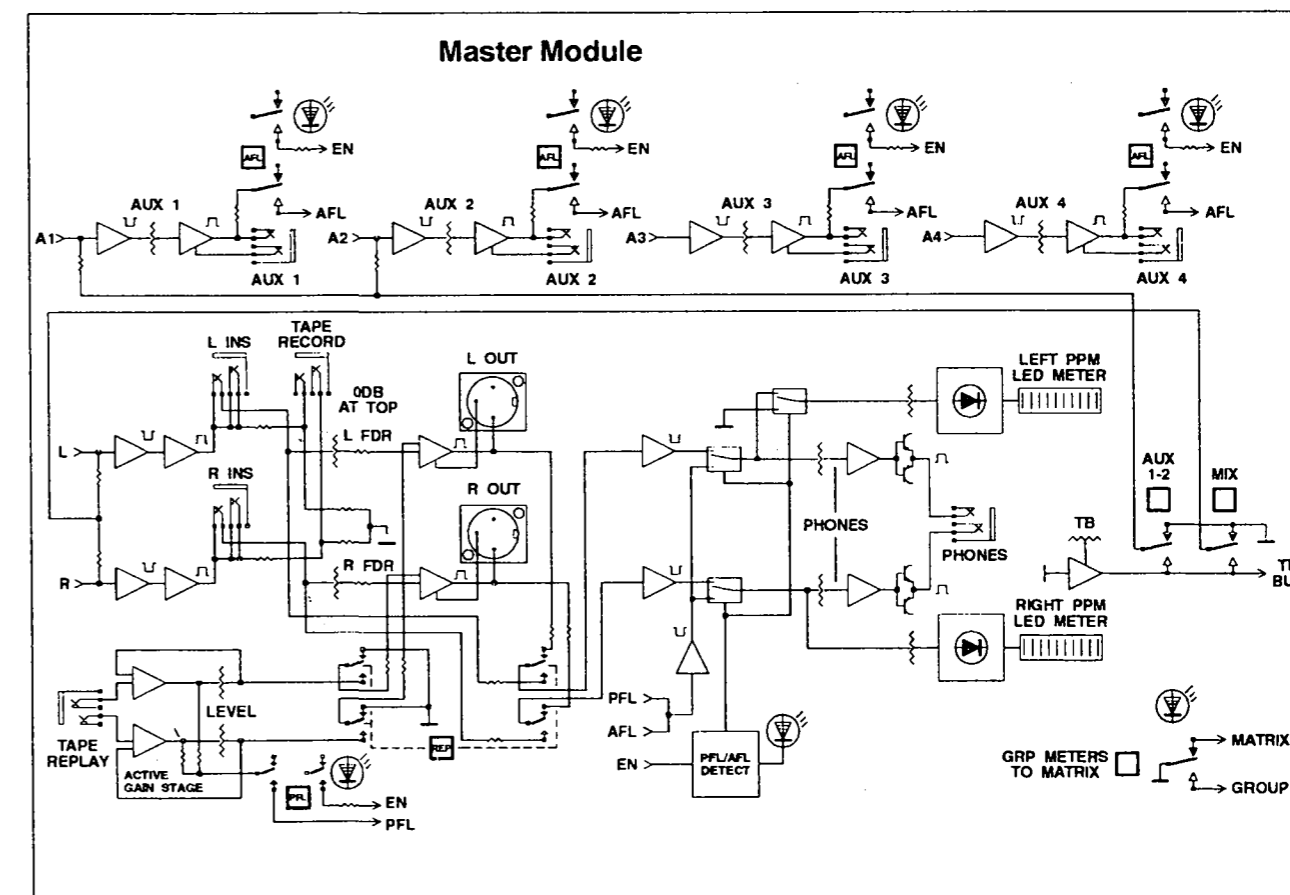 Master Module
EN
EN
EN
EN
AFL
AFL
AFL
AFL
AUX 1
AUX 2
AUX 3
AUX 4
AFL
AFL
AFL
AFL
A1
A2
A3
A4
AUX 1
AUX 2
AUX 3
AUX 4
L INS
TAPE
RECORD
0DB
AT TOP
L OUT
LEFT PPM
LED METER
L
L FDR
R INS
R OUT
AUX
1-2
MIX
PHONES
PHONES
TB
R
R FDR
RIGHT PPM
LED METER
LEVEL
TAPE
REPLAY
ACTIVE
GAIN STAGE
REP
PFL
AFL
EN
PFL/AFL
DETECT
PFL
EN
PFL
GRP METERS
TO MATRIX
MATRIX
GROUP